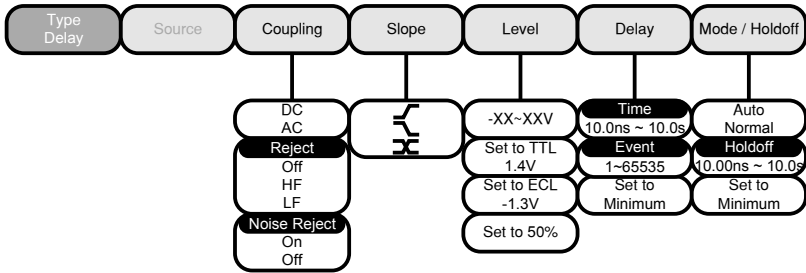 Type
Delay
Source
Coupling
Slope
Level
Delay
Mode / Holdoff
DC
AC
Reject
Off
HF
LF
Noise Reject
On
Off
-XX~XXV
Set to TTL
1.4V
Set to ECL
-1.3V
Set to 50%
Time
10.0ns ~ 10.0s
Event
1~65535
Set to
Minimum
Auto
Normal
Holdoff
10.00ns ~ 10.0s
Set to
Minimum